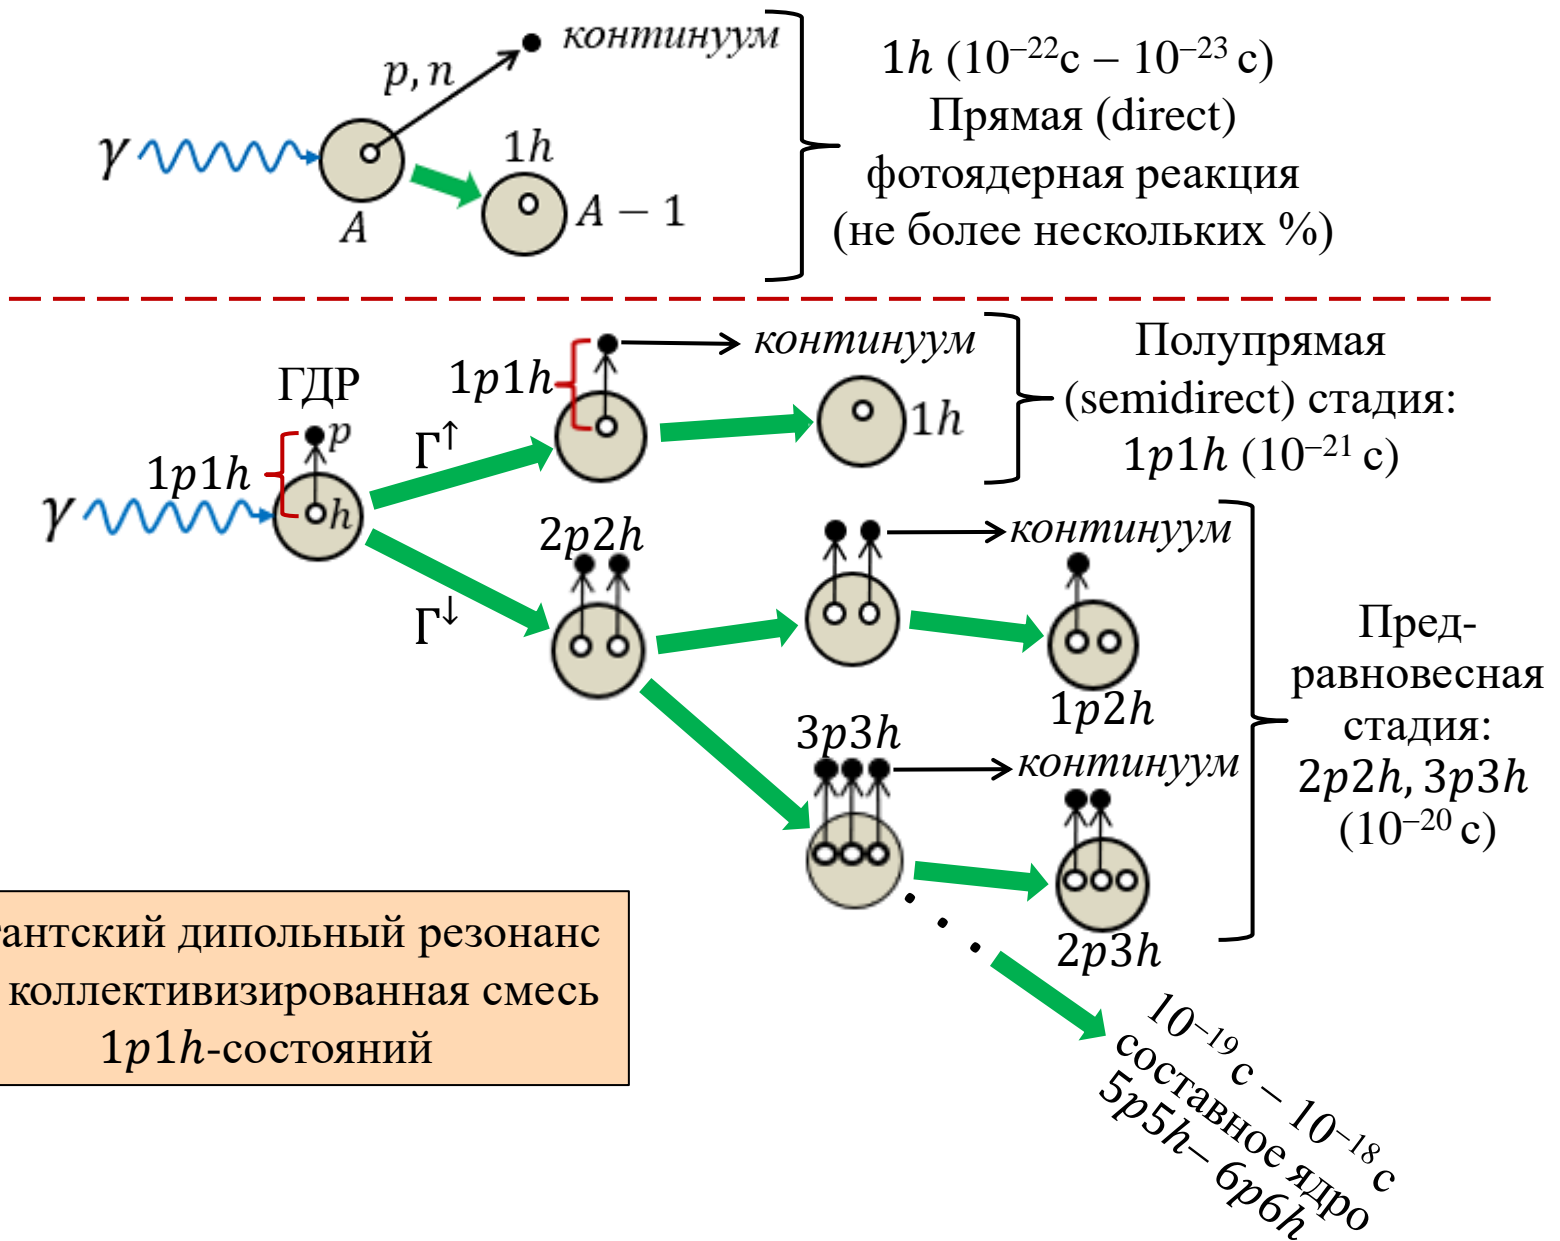 континуум
p, n
γ
A
1h
A − 1
1h (10⁻²²с – 10⁻²³ с)
Прямая (direct)
фотоядерная реакция
(не более нескольких %)
ГДР
1p1h
p
h
γ
Γ↑
Γ↓
1p1h
континуум
1h
Полупрямая
(semidirect) стадия:
1p1h (10⁻²¹ с)
2p2h
континуум
1p2h
3p3h
континуум
2p3h
Пред-
равновесная
стадия:
2p2h, 3p3h
(10⁻²⁰ с)
10⁻¹⁹ с – 10⁻¹⁸ с
составное ядро
5p5h– 6p6h
дипольный резонанс
коллективизированная смесь
1p1h-состояний